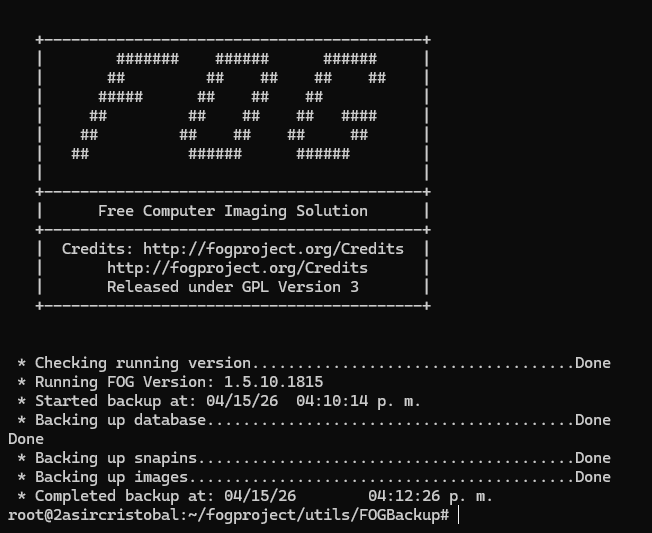 +------------------------------------------+
|        #######    ######      ######     |
|       ##         ##    ##    ##    ##    |
|      #####      ##    ##    ##           |
|     ##         ##    ##    ##   ####     |
|    ##         ##    ##    ##     ##      |
|   ##           ######      ######        |
|                                          |
+------------------------------------------+
|      Free Computer Imaging Solution      |
+------------------------------------------+
|  Credits: http://fogproject.org/Credits  |
|       http://fogproject.org/Credits      |
|       Released under GPL Version 3       |
+------------------------------------------+
* Checking running version....................................Done
* Running FOG Version: 1.5.10.1815
* Started backup at: 04/15/26  04:10:14 p. m.
* Backing up database.........................................Done
Done
* Backing up snapins..........................................Done
* Backing up images...........................................Done
* Completed backup at: 04/15/26        04:12:26 p. m.
root@2asircristobal:~/fogproject/utils/FOGBackup#